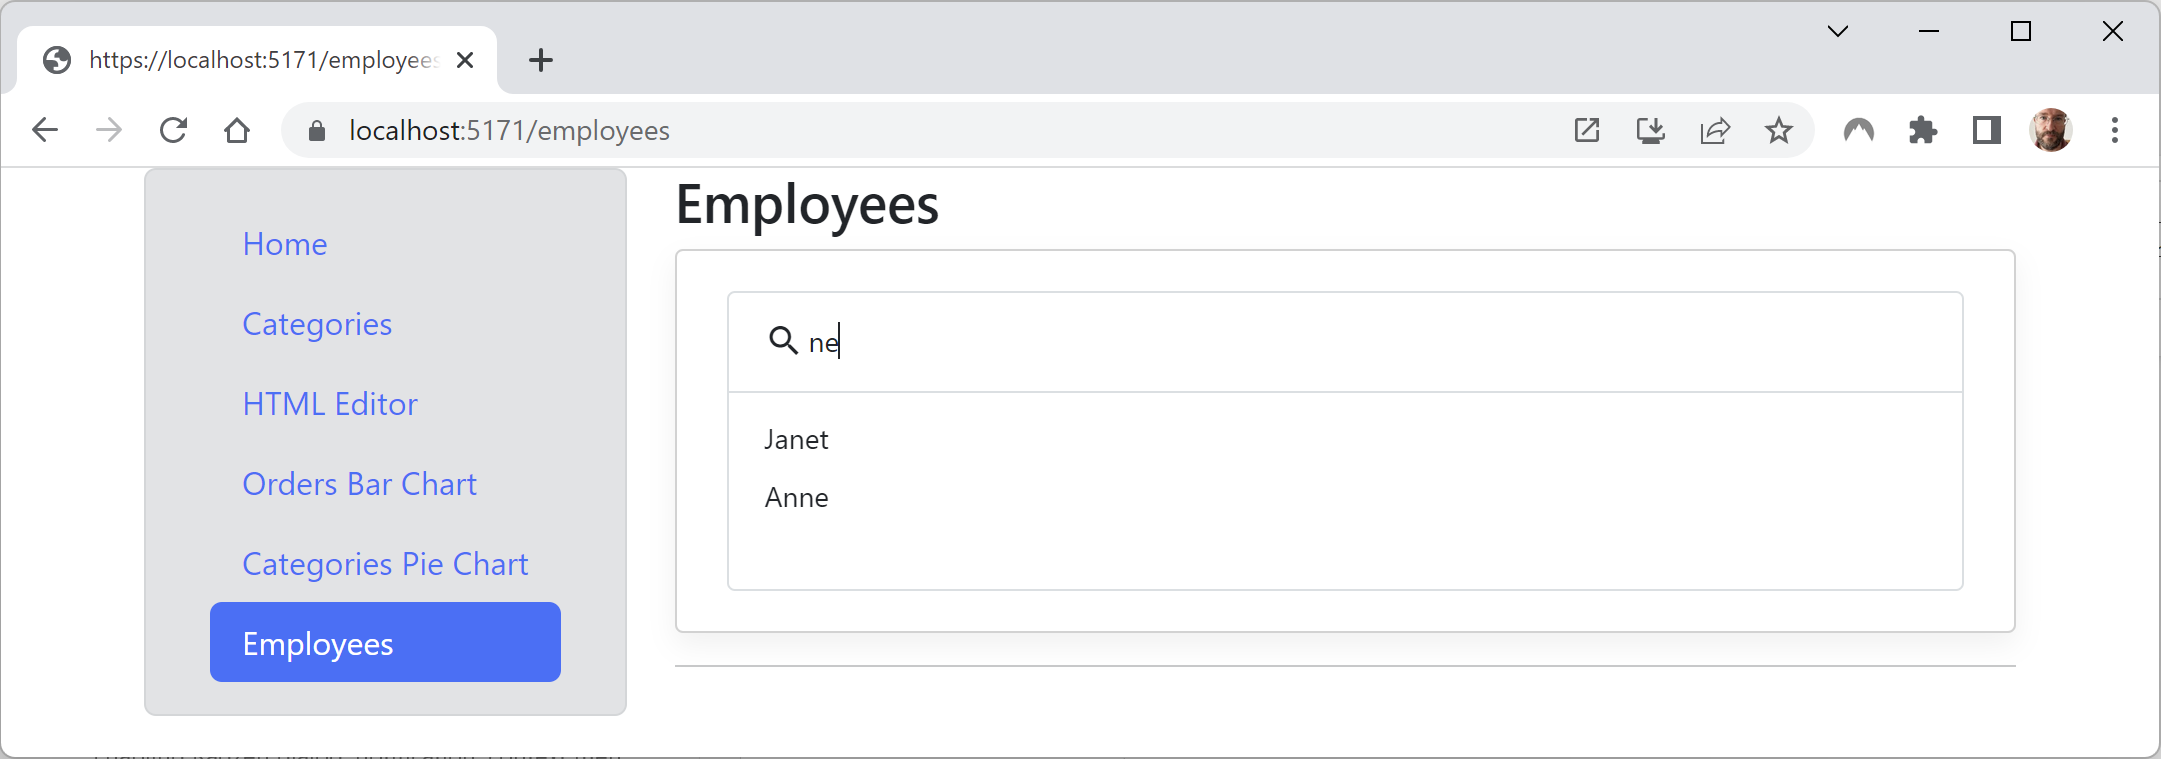 https://localhost:5171/employees
localhost:5171/employees
Home
Categories
HTML Editor
Orders Bar Chart
Categories Pie Chart
Employees
Employees
ne
Janet
Anne